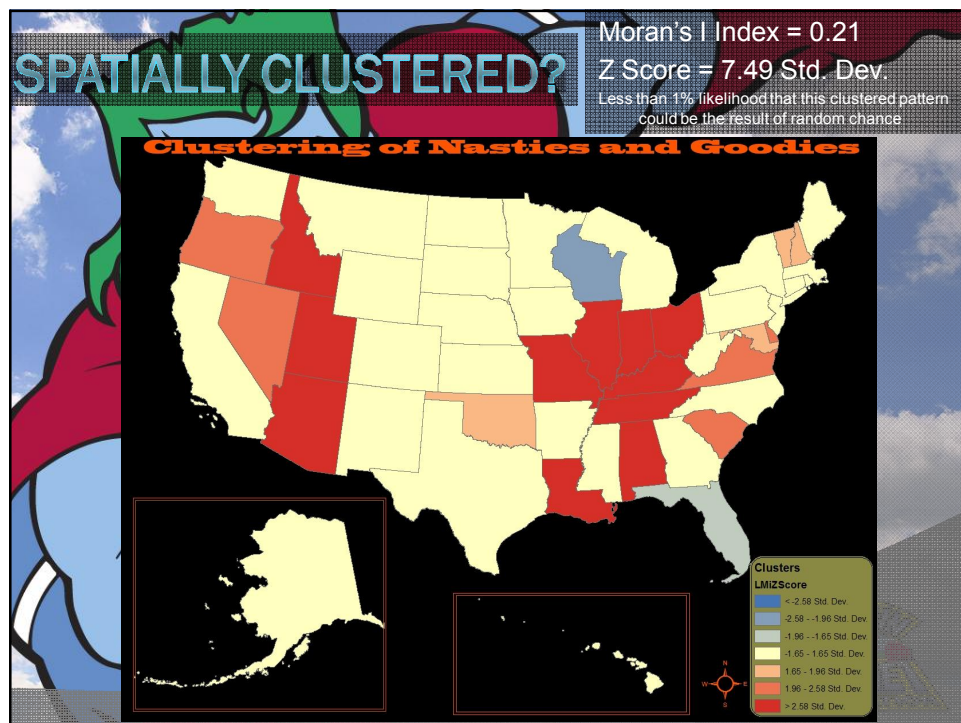 SPATIALLY CLUSTERED?
Moran's I Index = 0.21
Z Score = 7.49 Std. Dev.
Less than 1% likelihood that this clustered pattern
could be the result of random chance
Clustering of Nasties and Goodies
Clusters
LMiZScore
< -2.58 Std. Dev.
-2.58 - -1.96 Std. Dev.
-1.96 - -1.65 Std. Dev.
-1.65 - 1.65 Std. Dev.
1.65 - 1.96 Std. Dev.
1.96 - 2.58 Std. Dev.
> 2.58 Std. Dev.
N
W E
S